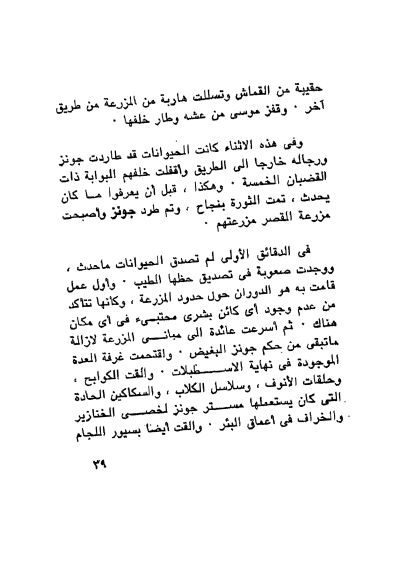 حقيبة من القماش وتسللت هاربة من المزرعة من طريق
آخر · وقفز موسى من عشه وطار خلفها ·
وفى هذه الاثناء كانت الحيوانات قد طاردت جونز
ورجاله خارجا الى الطريق وأقفلت خلفهم البوابة ذات
القضبان الخمسة · وهكذا ، قبل أن يعرفوا مــا كان
يحدث ، تمت الثورة بنجاح ، وتم طرد جونز وأصبحت
مزرعة القصر مزرعتهم ·
فى الدقائق الأولى لم تصدق الحيوانات ماحدث ،
ووجدت صعوبة فى تصديق حظها الطيب · وأول عمل
قامت به هو الدوران حول حدود المزرعة ، وكأنها تتأكد
من عدم وجود أى كائن بشرى مختبىء فى أى مكان
هناك · ثم أسرعت عائدة الى مبانــى المزرعة لازالة
ماتبقى من حكم جونز البغيض · واقتحمت غرفة العدة
الموجودة فى نهاية الاســـطبلات · والقت الكوابح ،
وحلقات الأنوف ، وسلاسل الكلاب ، والسكاكين الحادة
التى كان يستعملها مســـتر جونز لخصــى الخنازير
والخراف فى أعماق البئر · والقت أيضا بسيور اللجام
٣٩